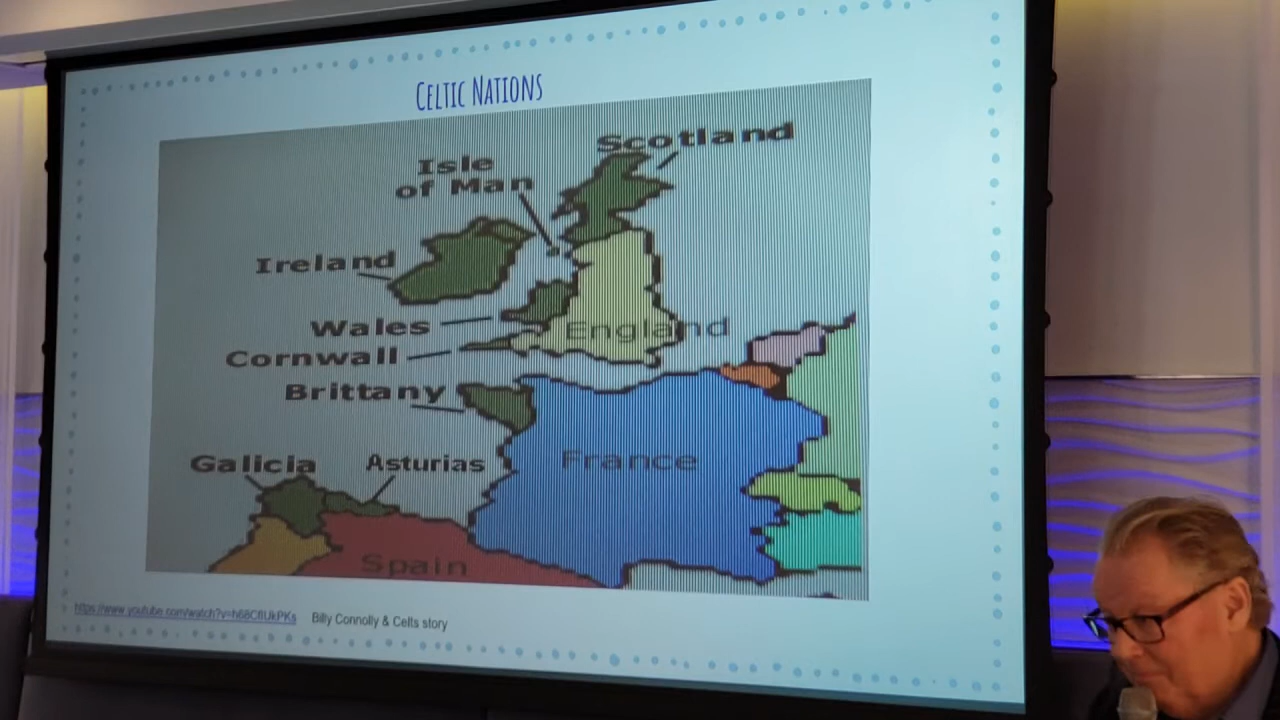 CELTIC NATIONS
Scotland
Isle
of Man
Ireland
Wales
England
Cornwall
Brittany
Galicia
Asturias
France
Spain
Billy Connolly & Celts story